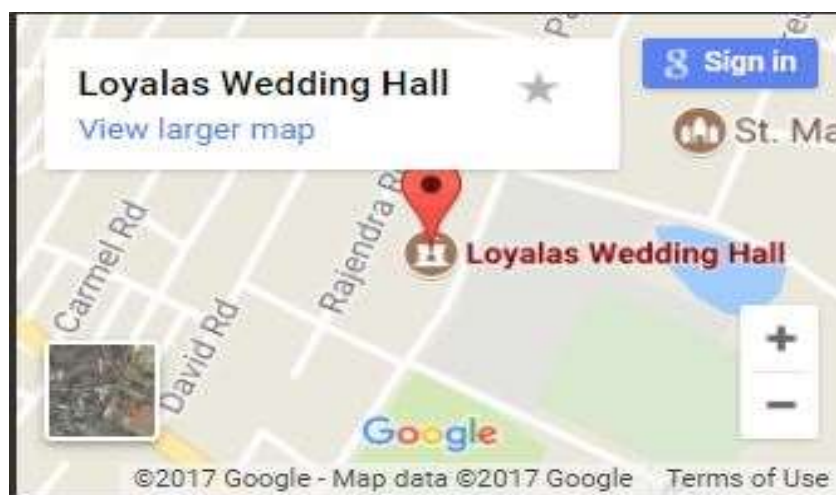 Loyalas Wedding Hall
View larger map
g Sign in
St. Ma
Carmel Rd
Rajendra
David Rd
Loyalas Wedding Hall
+
−
Google
©2017 Google - Map data ©2017 Google Terms of Use